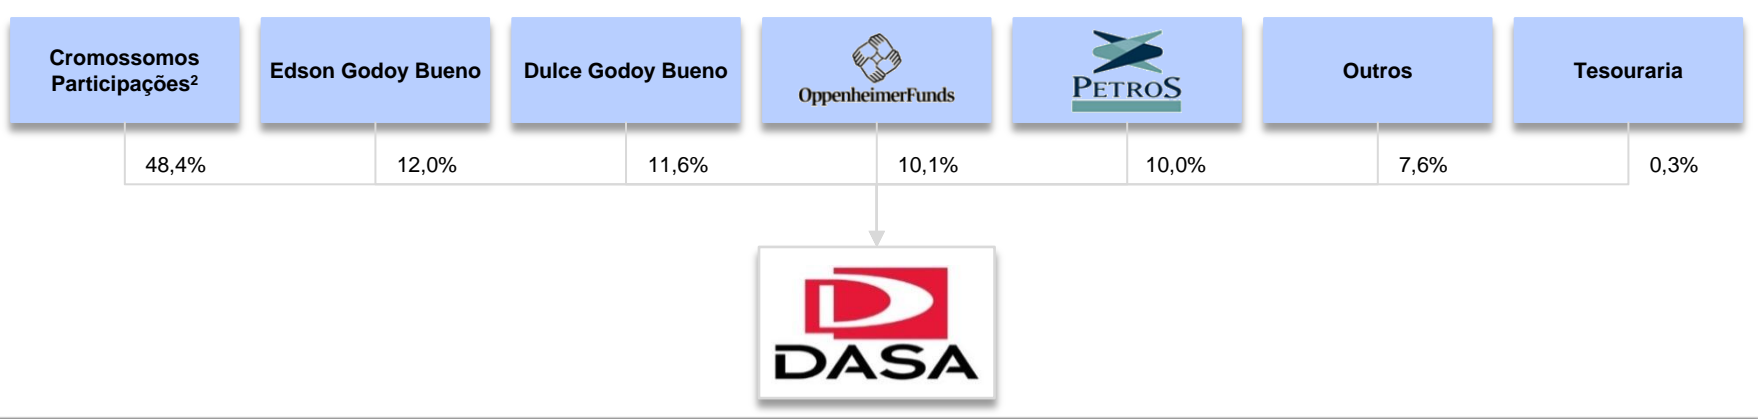 Cromossomos
Participações²
Edson Godoy Bueno
Dulce Godoy Bueno
OppenheimerFunds
PETROS
Outros
Tesouraria
48,4%
12,0%
11,6%
10,1%
10,0%
7,6%
0,3%
DASA